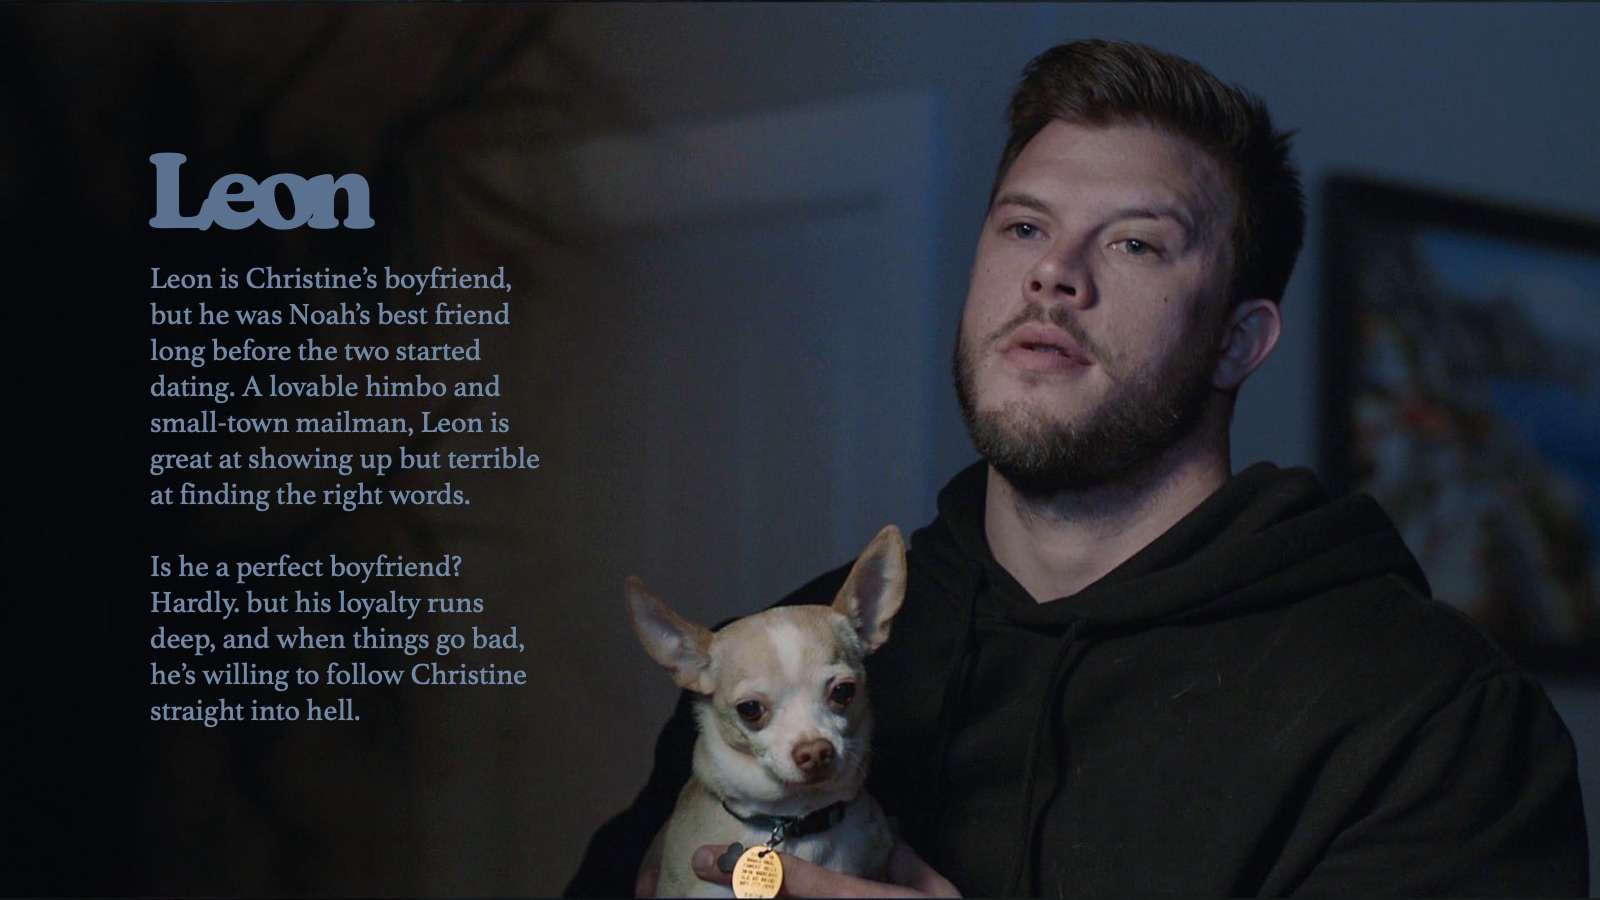 Leon
Leon is Christine’s boyfriend,
but he was Noah’s best friend
long before the two started
dating. A lovable himbo and
small-town mailman, Leon is
great at showing up but terrible
at finding the right words.
Is he a perfect boyfriend?
Hardly. but his loyalty runs
deep, and when things go bad,
he’s willing to follow Christine
straight into hell.